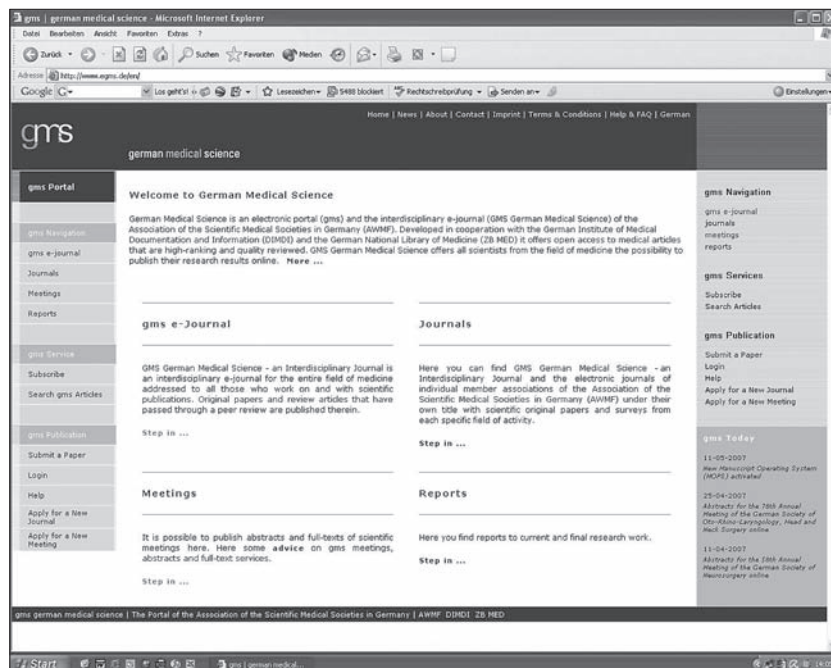 gms | german medical science - Microsoft Internet Explorer
Datei Bearbeiten Ansicht Favoriten Extras ?
Zurück Suchen Favoriten Medien
Adresse http://www.egms.de/en/
Google G Los geht's! Lesezeichen 5488 blockiert Rechtschreibprüfung Senden an Einstellungen
Home | News | About | Contact | Imprint | Terms & Conditions | Help & FAQ | German
gms
german medical science
gms Portal
gms Navigation
gms e-journal
Journals
Meetings
Reports
gms Service
Subscribe
Search gms Articles
gms Publication
Submit a Paper
Login
Help
Apply for a New
Journal
Apply for a New
Meeting
Welcome to German Medical Science
German Medical Science is an electronic portal (gms) and the interdisciplinary e-journal (GMS German Medical Science) of the
Association of the Scientific Medical Societies in Germany (AWMF). Developed in cooperation with the German Institute of Medical
Documentation and Information (DIMDI) and the German National Library of Medicine (ZB MED) it offers open access to medical articles
that are high-ranking and quality reviewed. GMS German Medical Science offers all scientists from the field of medicine the possibility to
publish their research results online. More ...
gms e-Journal
GMS German Medical Science - an Interdisciplinary Journal is
an interdisciplinary e-journal for the entire field of medicine
addressed to all those who work on and with scientific
publications. Original papers and review articles that have
passed through a peer review are published therein.
Step in ...
Journals
Here you can find GMS German Medical Science - an
Interdisciplinary Journal and the electronic journals of
individual member associations of the Association of the
Scientific Medical Societies in Germany (AWMF) under their
own title with scientific original papers and surveys from
each specific field of activity.
Step in ...
Meetings
It is possible to publish abstracts and full-texts of scientific
meetings here. Here some advice on gms meetings,
abstracts and full-text services.
Step in ...
Reports
Here you find reports to current and final research work.
Step in ...
gms Navigation
gms e-journal
journals
meetings
reports
gms Services
Subscribe
Search Articles
gms Publication
Submit a Paper
Login
Help
Apply for a New Journal
Apply for a New Meeting
gms Today
11-05-2007
New Manuscript Operating System
(MOPS) activated
25-04-2007
Abstracts for the 78th Annual
Meeting of the German Society of
Oto-Rhino-Laryngology, Head and
Neck Surgery online
11-04-2007
Abstracts for the 58th Annual
Meeting of the German Society of
Neurosurgery online
gms german medical science | The Portal of the Association of the Scientific Medical Societies in Germany | AWMF DIMDI ZB MED
Start gms | german medical...